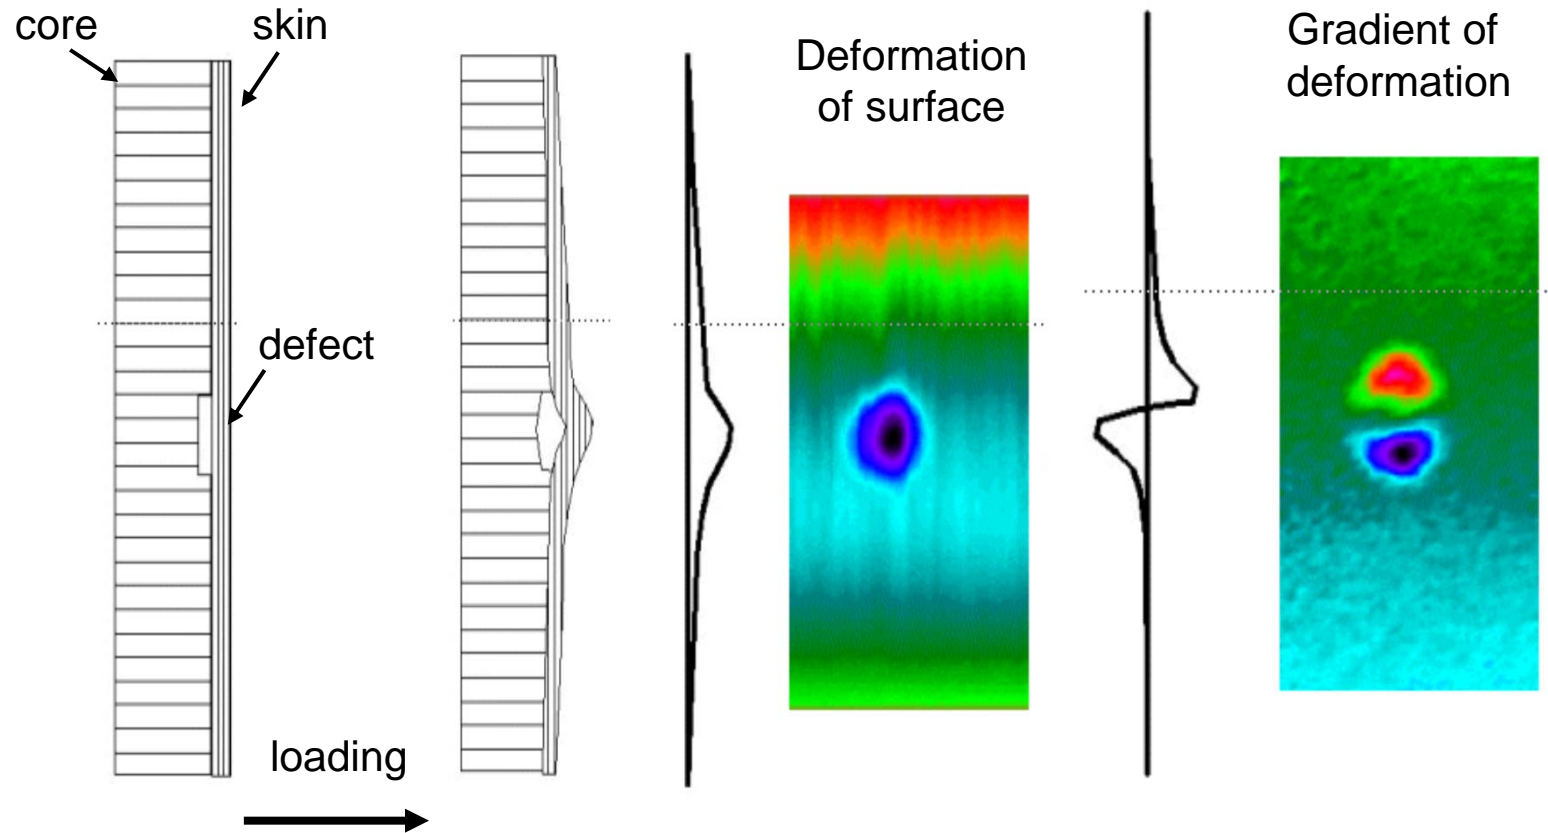 core
skin
defect
loading
Deformation
of surface
Gradient of
deformation